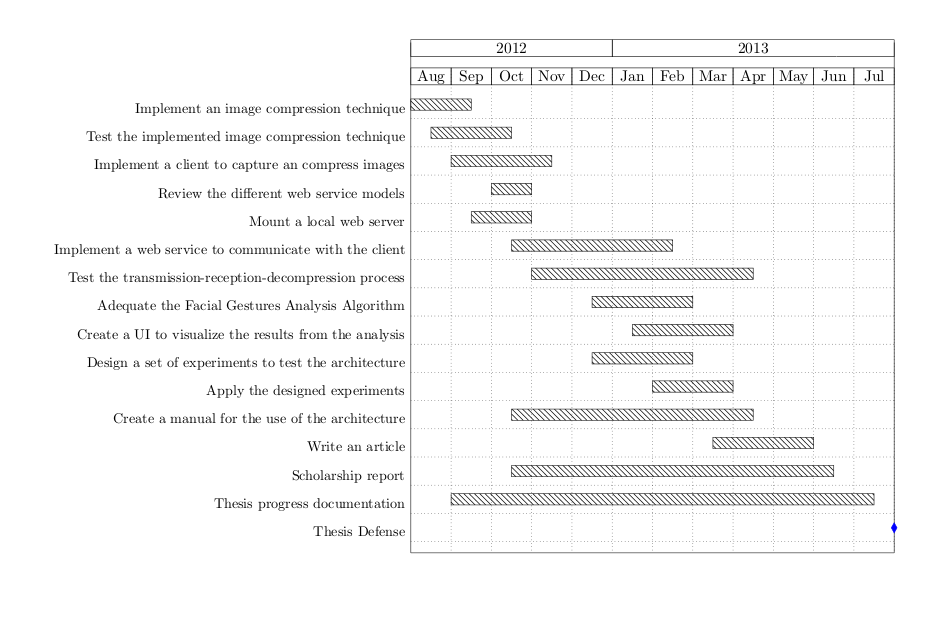 2012 2013
Aug Sep Oct Nov Dec Jan Feb Mar Apr May Jun Jul
Implement an image compression technique
Test the implemented image compression technique
Implement a client to capture an compress images
Review the different web service models
Mount a local web server
Implement a web service to communicate with the client
Test the transmission-reception-decompression process
Adequate the Facial Gestures Analysis Algorithm
Create a UI to visualize the results from the analysis
Design a set of experiments to test the architecture
Apply the designed experiments
Create a manual for the use of the architecture
Write an article
Scholarship report
Thesis progress documentation
Thesis Defense